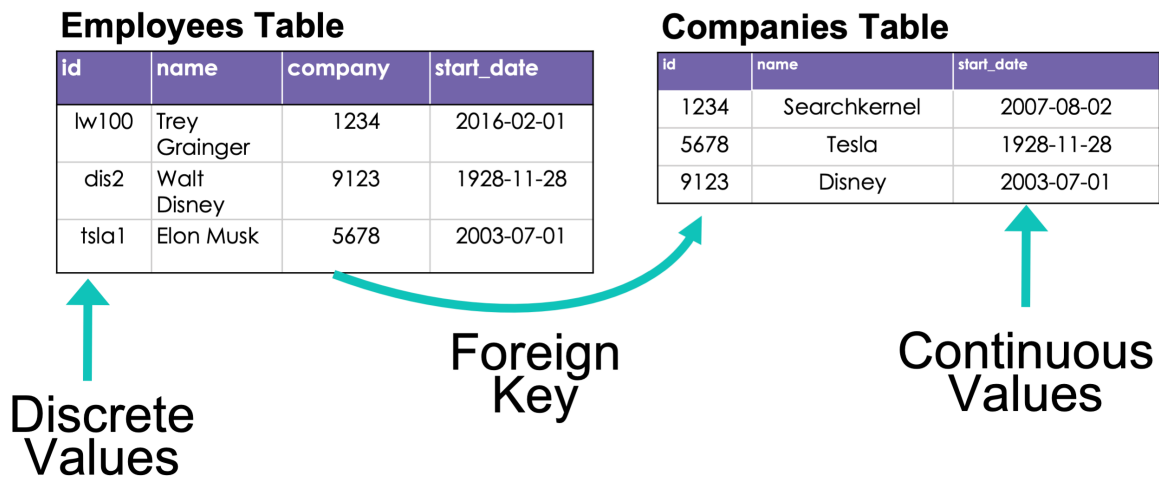 Employees Table
id name company start_date
lw100 Trey Grainger 1234 2016-02-01
dis2 Walt Disney 9123 1928-11-28
tsla1 Elon Musk 5678 2003-07-01
Companies Table
id name start_date
1234 Searchkernel 2007-08-02
5678 Tesla 1928-11-28
9123 Disney 2003-07-01
Discrete
Values
Foreign
Key
Continuous
Values